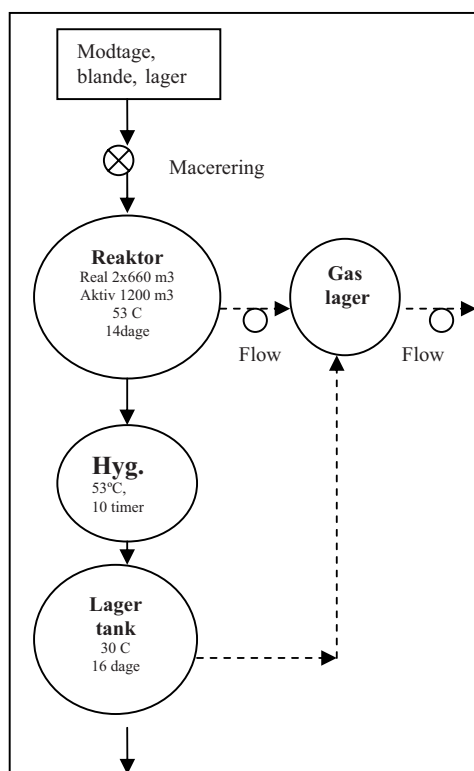 Modtage,
blande, lager
Macerering
Reaktor
Real 2x660 m3
Aktiv 1200 m3
53 C
14dage
Gas
lager
Flow
Flow
Hyg.
53ºC,
10 timer
Lager
tank
30 C
16 dage